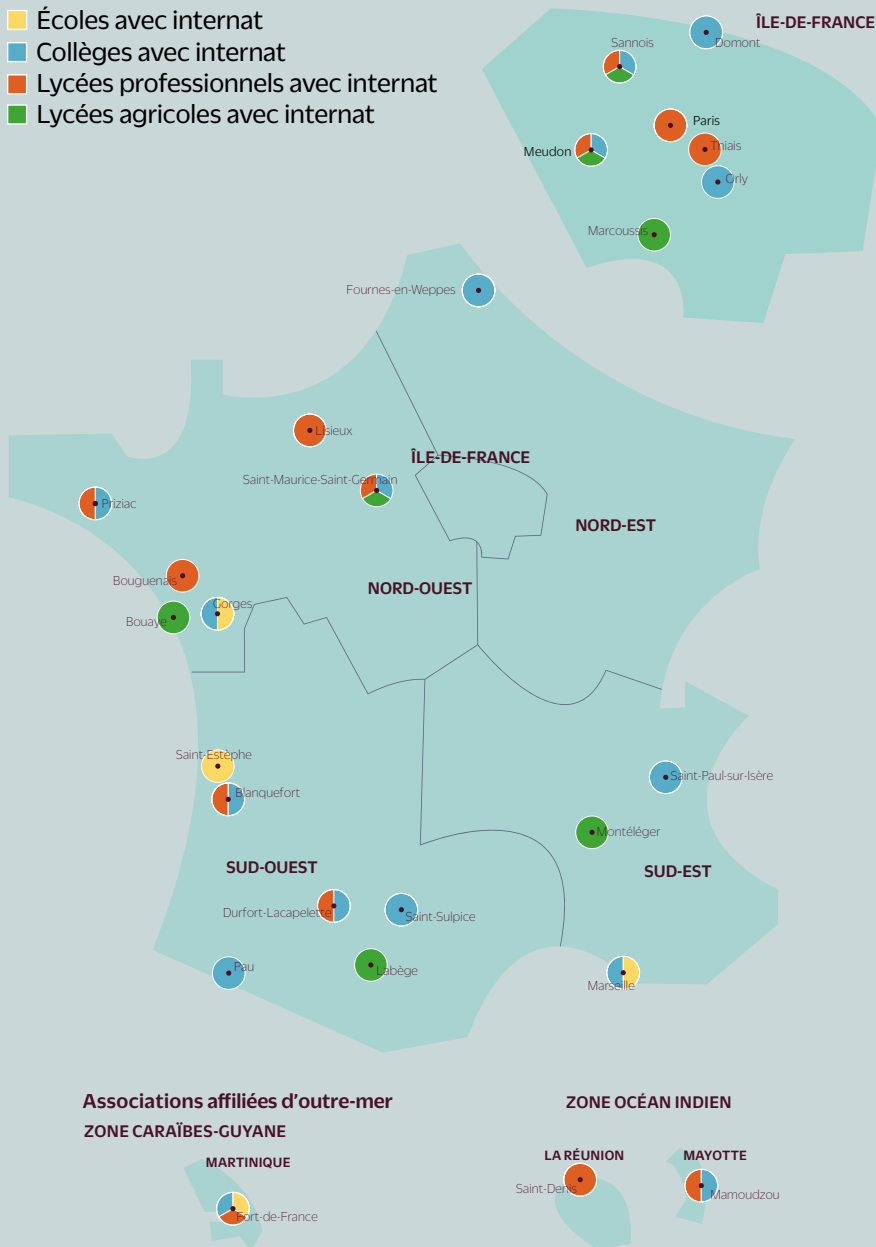 Écoles avec internat
Collèges avec internat
Lycées professionnels avec internat
Lycées agricoles avec internat
ÎLE-DE-FRANCE
Domont
Sannois
Paris
Thiais
Meudon
Orly
Marcoussis
Fournes-en-Weppes
Lisieux
ÎLE-DE-FRANCE
Saint-Maurice-Saint-Germain
Priziac
NORD-EST
Bouguenais
NORD-OUEST
Gorges
Bouaye
Saint-Estèphe
Saint-Paul-sur-Isère
Blanquefort
Montéléger
SUD-OUEST
SUD-EST
Durfort-Lacapelette
Saint-Sulpice
Pau
Labège
Marseille
Associations affiliées d'outre-mer
ZONE OCÉAN INDIEN
ZONE CARAÏBES-GUYANE
MARTINIQUE
LA RÉUNION
MAYOTTE
Saint-Denis
Mamoudzou
Fort-de-France